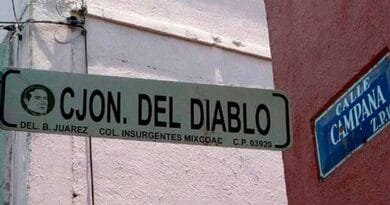 CJON. DEL DIABLO
DEL. B. JUAREZ COL. INSURGENTES MIXCOAC C.P. 03920
CALLE
CAMPANA
Z.P.